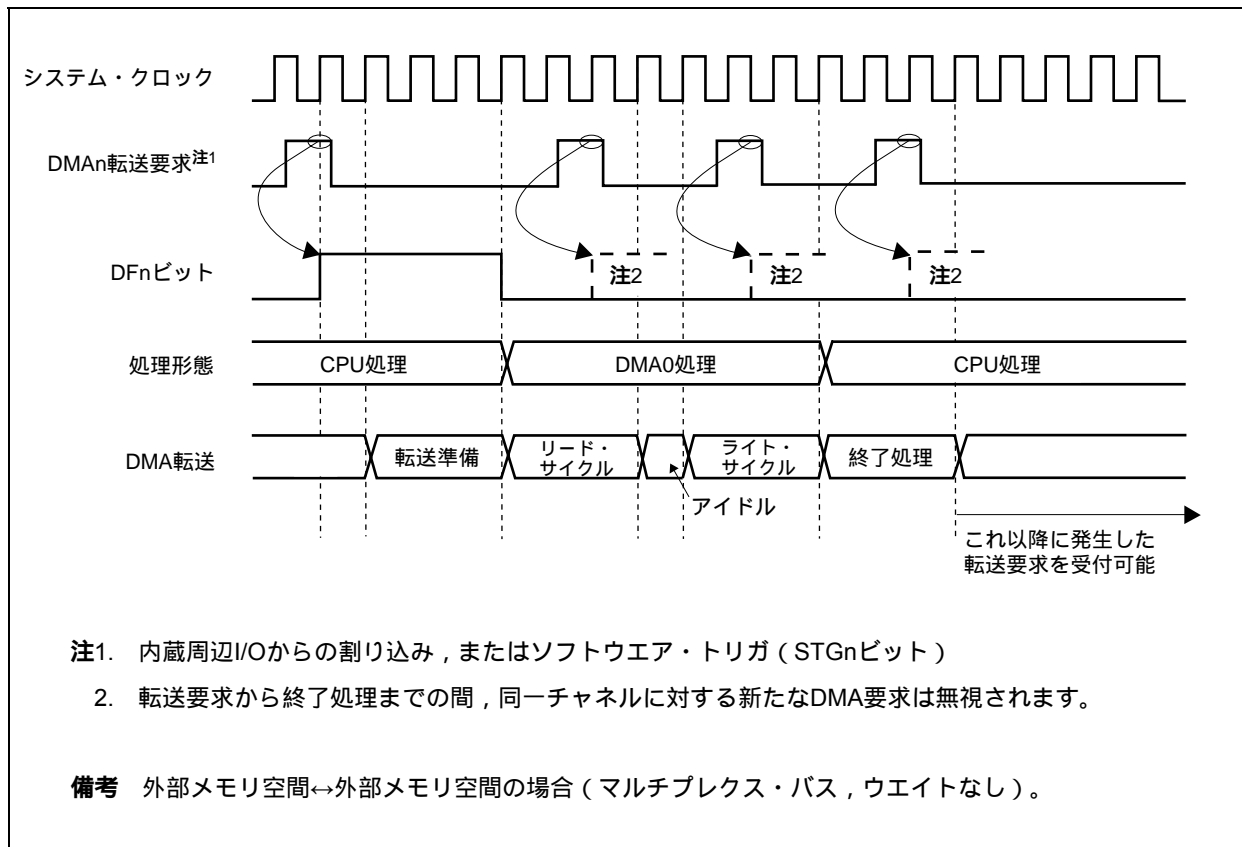 システム・クロック
DMAn転送要求注1
DFnビット
注2
注2
注2
処理形態
CPU処理
DMA0処理
CPU処理
DMA転送
転送準備
リード・
サイクル
ライト・
サイクル
終了処理
アイドル
これ以降に発生した
転送要求を受付可能
注1. 内蔵周辺I/Oからの割り込み,またはソフトウエア・トリガ(STGnビット)
2. 転送要求から終了処理までの間,同一チャネルに対する新たなDMA要求は無視されます。
備考 外部メモリ空間↔外部メモリ空間の場合(マルチプレクス・バス,ウエイトなし)。